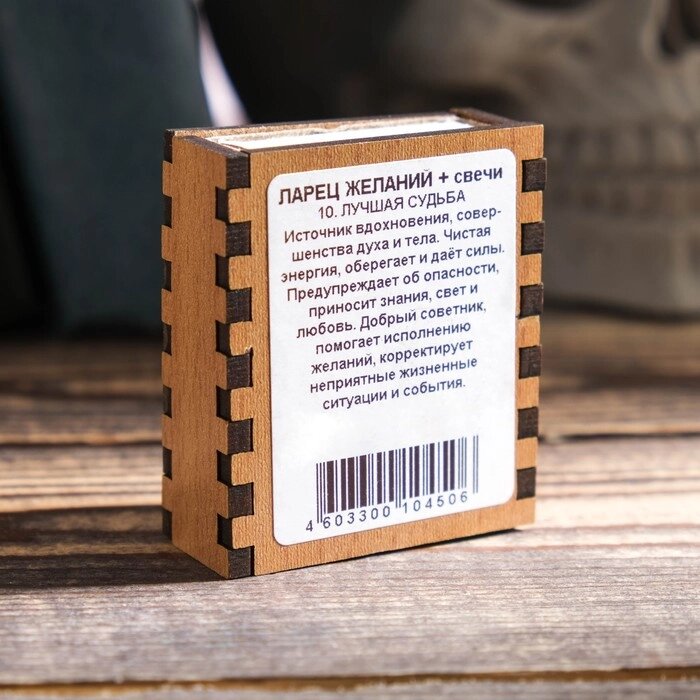 ЛАРЕЦ ЖЕЛАНИЙ + свечи
10. ЛУЧШАЯ СУДЬБА
Источник вдохновения, совер-
шенства духа и тела. Чистая
энергия, оберегает и даёт силы.
Предупреждает об опасности,
приносит знания, свет и
любовь. Добрый советник,
помогает исполнению
желаний, корректирует
неприятные жизненные
ситуации и события.
4 603300 104506